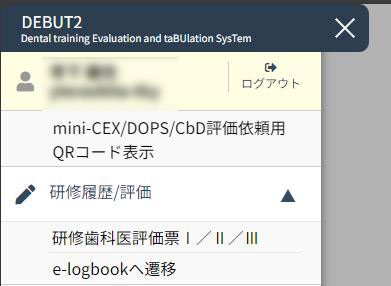 DEBUT2
Dental training Evaluation and taBUlation SysTem
ログアウト
mini-CEX/DOPS/CbD評価依頼用
QRコード表示
研修履歴/評価
研修歯科医評価票Ⅰ／Ⅱ／Ⅲ
e-logbookへ遷移